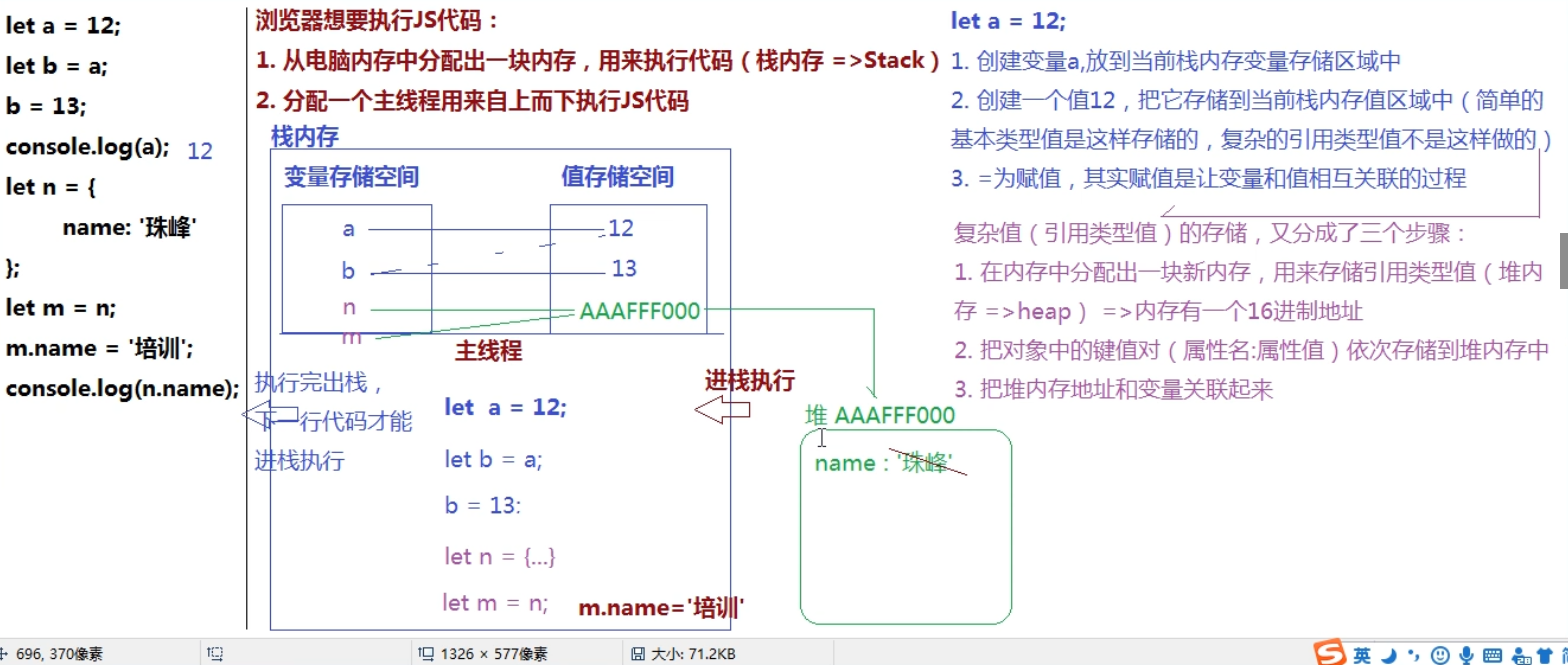 let a = 12;
let b = a;
b = 13;
console.log(a); 12
let n = {
name: '珠峰'
};
let m = n;
m.name = '培训';
console.log(n.name);
浏览器想要执行JS代码：
1. 从电脑内存中分配出一块内存，用来执行代码（栈内存 =>Stack）
2. 分配一个主线程用来自上而下执行JS代码
栈内存
变量存储空间 值存储空间
a 12
b 13
n AAAFFF000
m
主线程
执行完出栈，
下一行代码才能
进栈执行
进栈执行
let a = 12;
let b = a;
b = 13:
let n = {...}
let m = n; m.name='培训'
堆 AAAFFF000
name：'珠峰'
let a = 12;
1. 创建变量a,放到当前栈内存变量存储区域中
2. 创建一个值12，把它存储到当前栈内存值区域中（简单的
基本类型值是这样存储的，复杂的引用类型值不是这样做的）
3. =为赋值，其实赋值是让变量和值相互关联的过程
复杂值（引用类型值）的存储，又分成了三个步骤：
1. 在内存中分配出一块新内存，用来存储引用类型值（堆内
存 =>heap） =>内存有一个16进制地址
2. 把对象中的键值对（属性名:属性值）依次存储到堆内存中
3. 把堆内存地址和变量关联起来
696, 370像素 1326 × 577像素 大小: 71.2KB
S 英